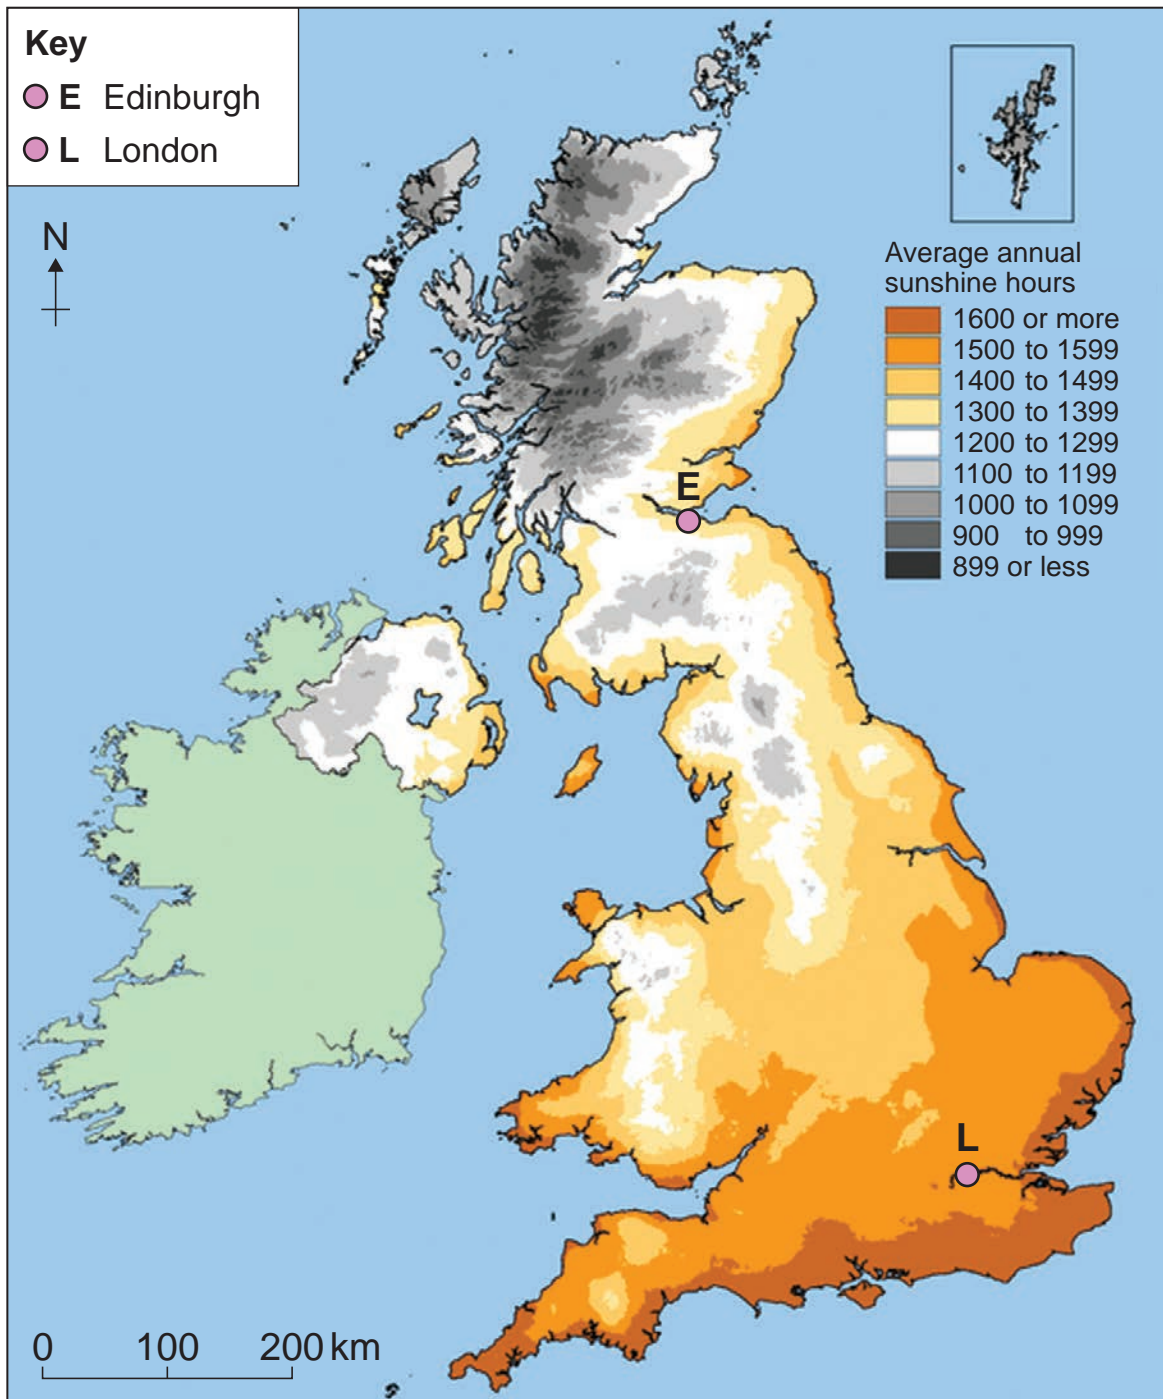 Key
E Edinburgh
L London
N
Average annual
sunshine hours
1600 or more
1500 to 1599
1400 to 1499
1300 to 1399
1200 to 1299
1100 to 1199
1000 to 1099
900 to 999
899 or less
E
L
0 100 200 km